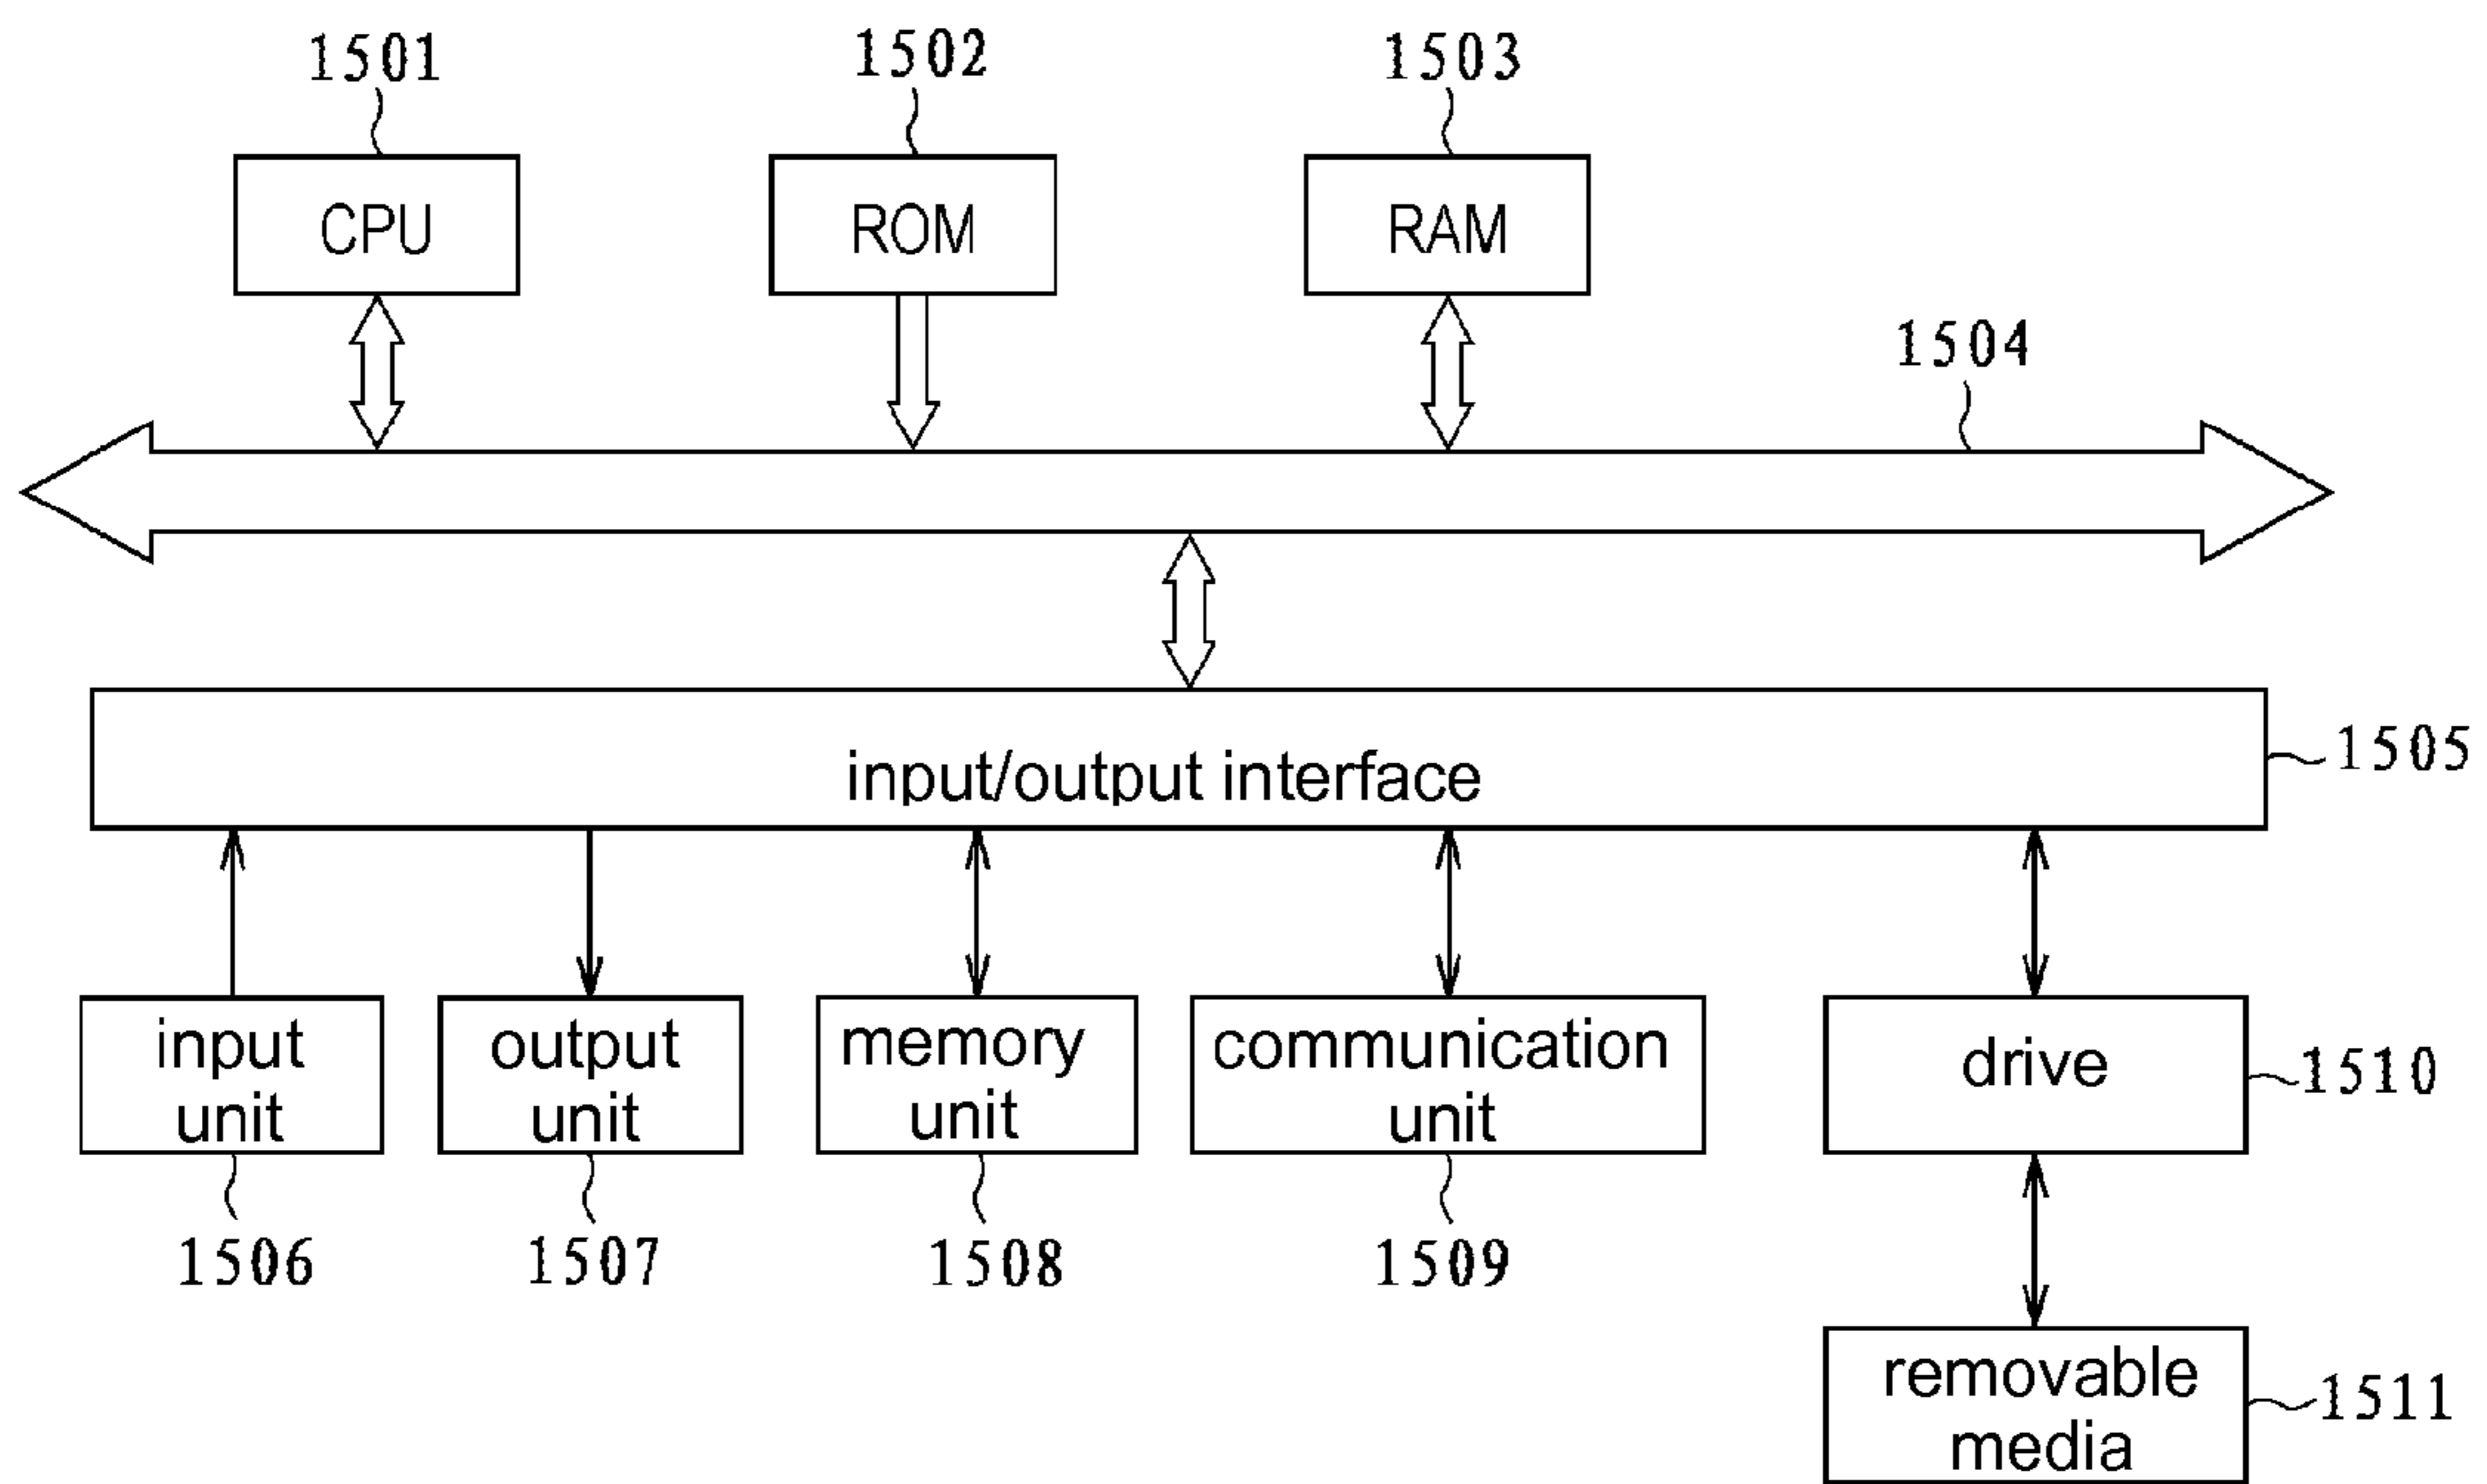 1501
1502
1503
CPU
ROM
RAM
1504
input/output interface
1505
input
unit
output
unit
memory
unit
communication
unit
drive
1510
1506
1507
1508
1509
removable
media
1511